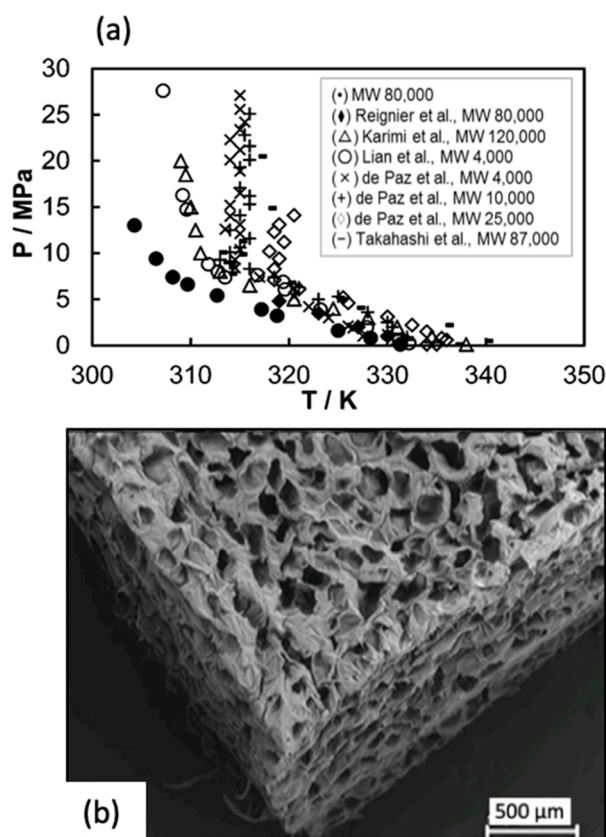 (a)
30
25
20
15
10
5
0
P / MPa
300 310 320 330 340 350
T / K
(•) MW 80,000
(♦) Reignier et al., MW 80,000
(△) Karimi et al., MW 120,000
(○) Lian et al., MW 4,000
(×) de Paz et al., MW 4,000
(+) de Paz et al., MW 10,000
(◊) de Paz et al., MW 25,000
(−) Takahashi et al., MW 87,000
(b)
500 µm